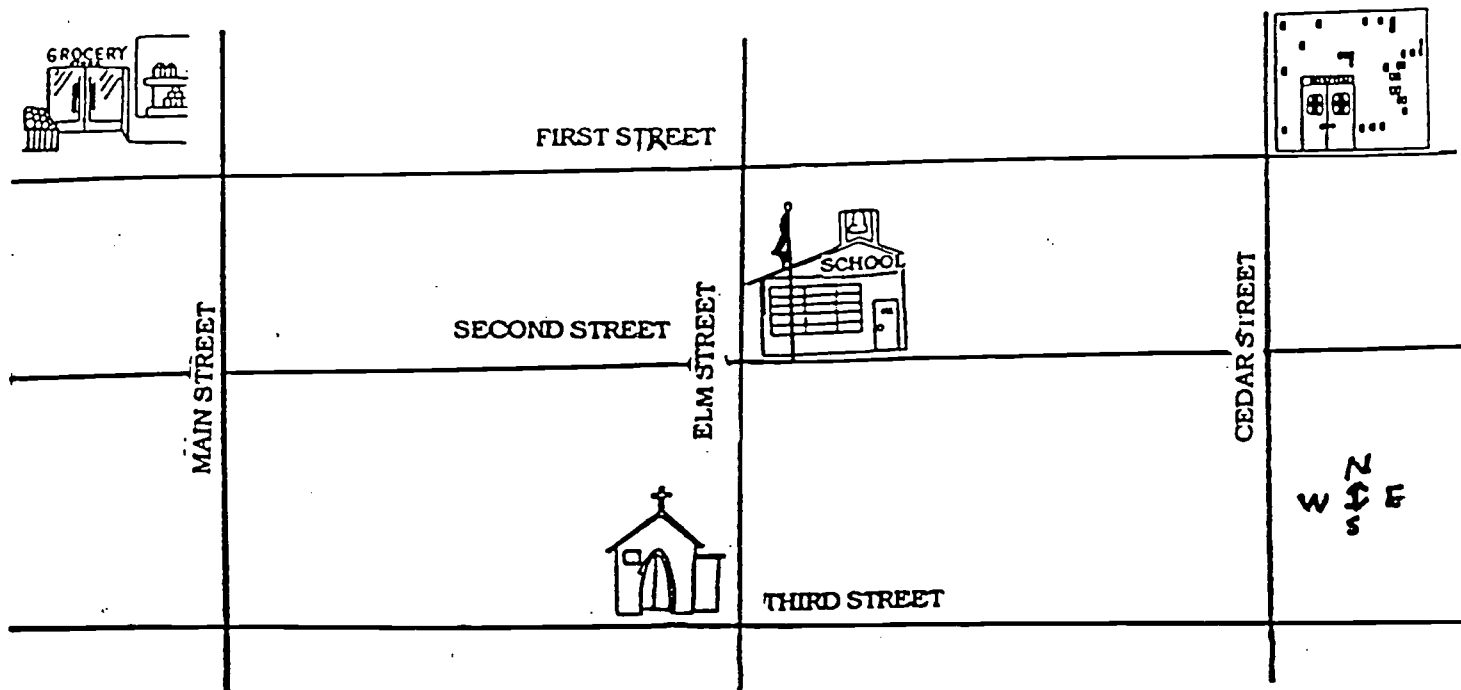 GROCERY
FIRST STREET
SCHOOL
SECOND STREET
MAIN STREET
ELM STREET
CEDAR STREET
N
W E
S
THIRD STREET